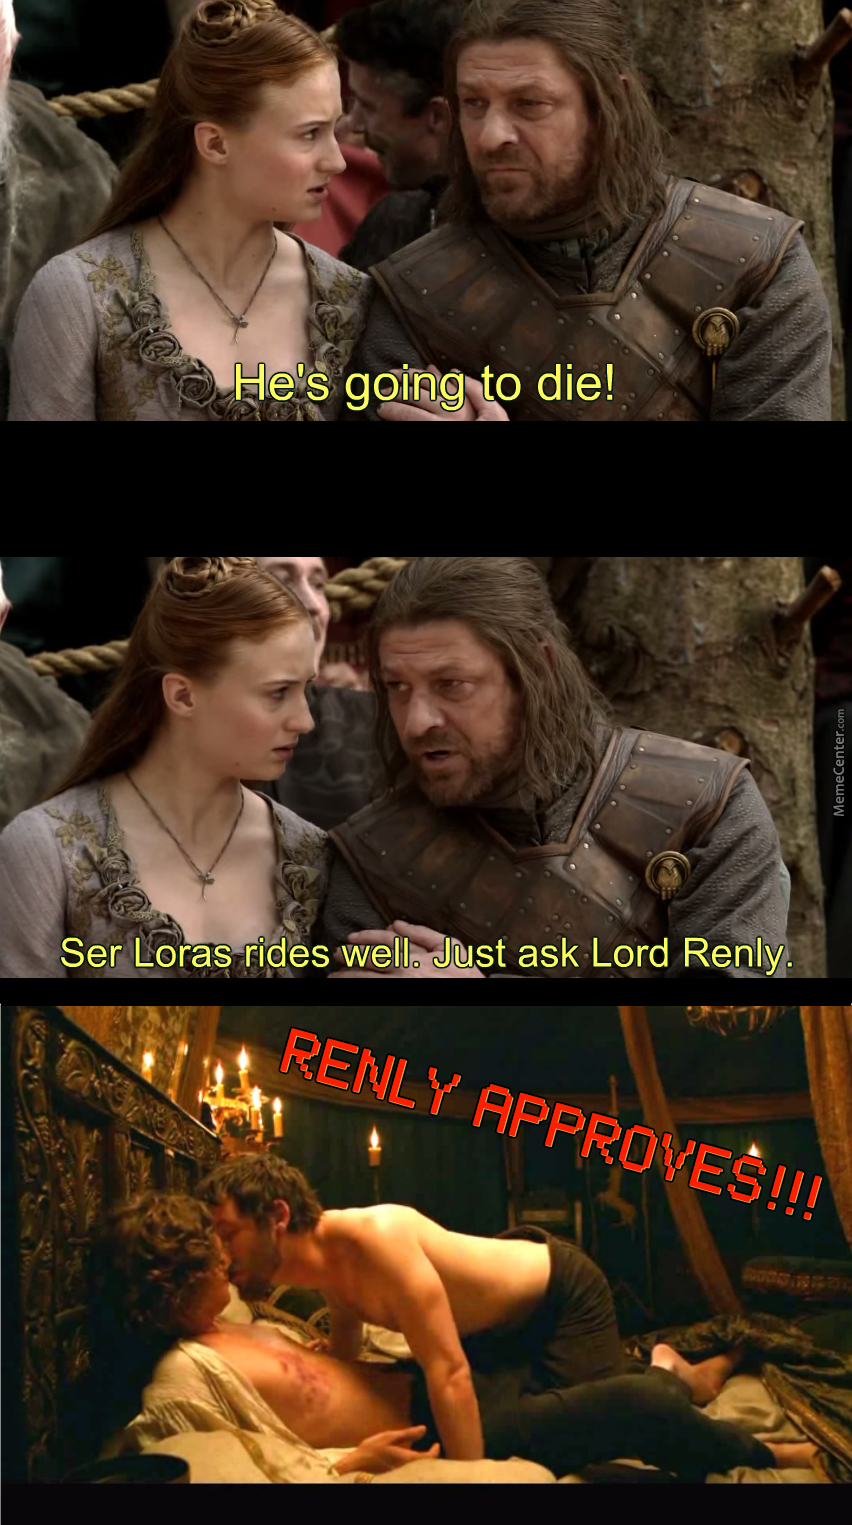 He's going to die!
MemeCenter.com
Ser Loras rides well. Just ask Lord Renly.
RENLY APPROVES!!!